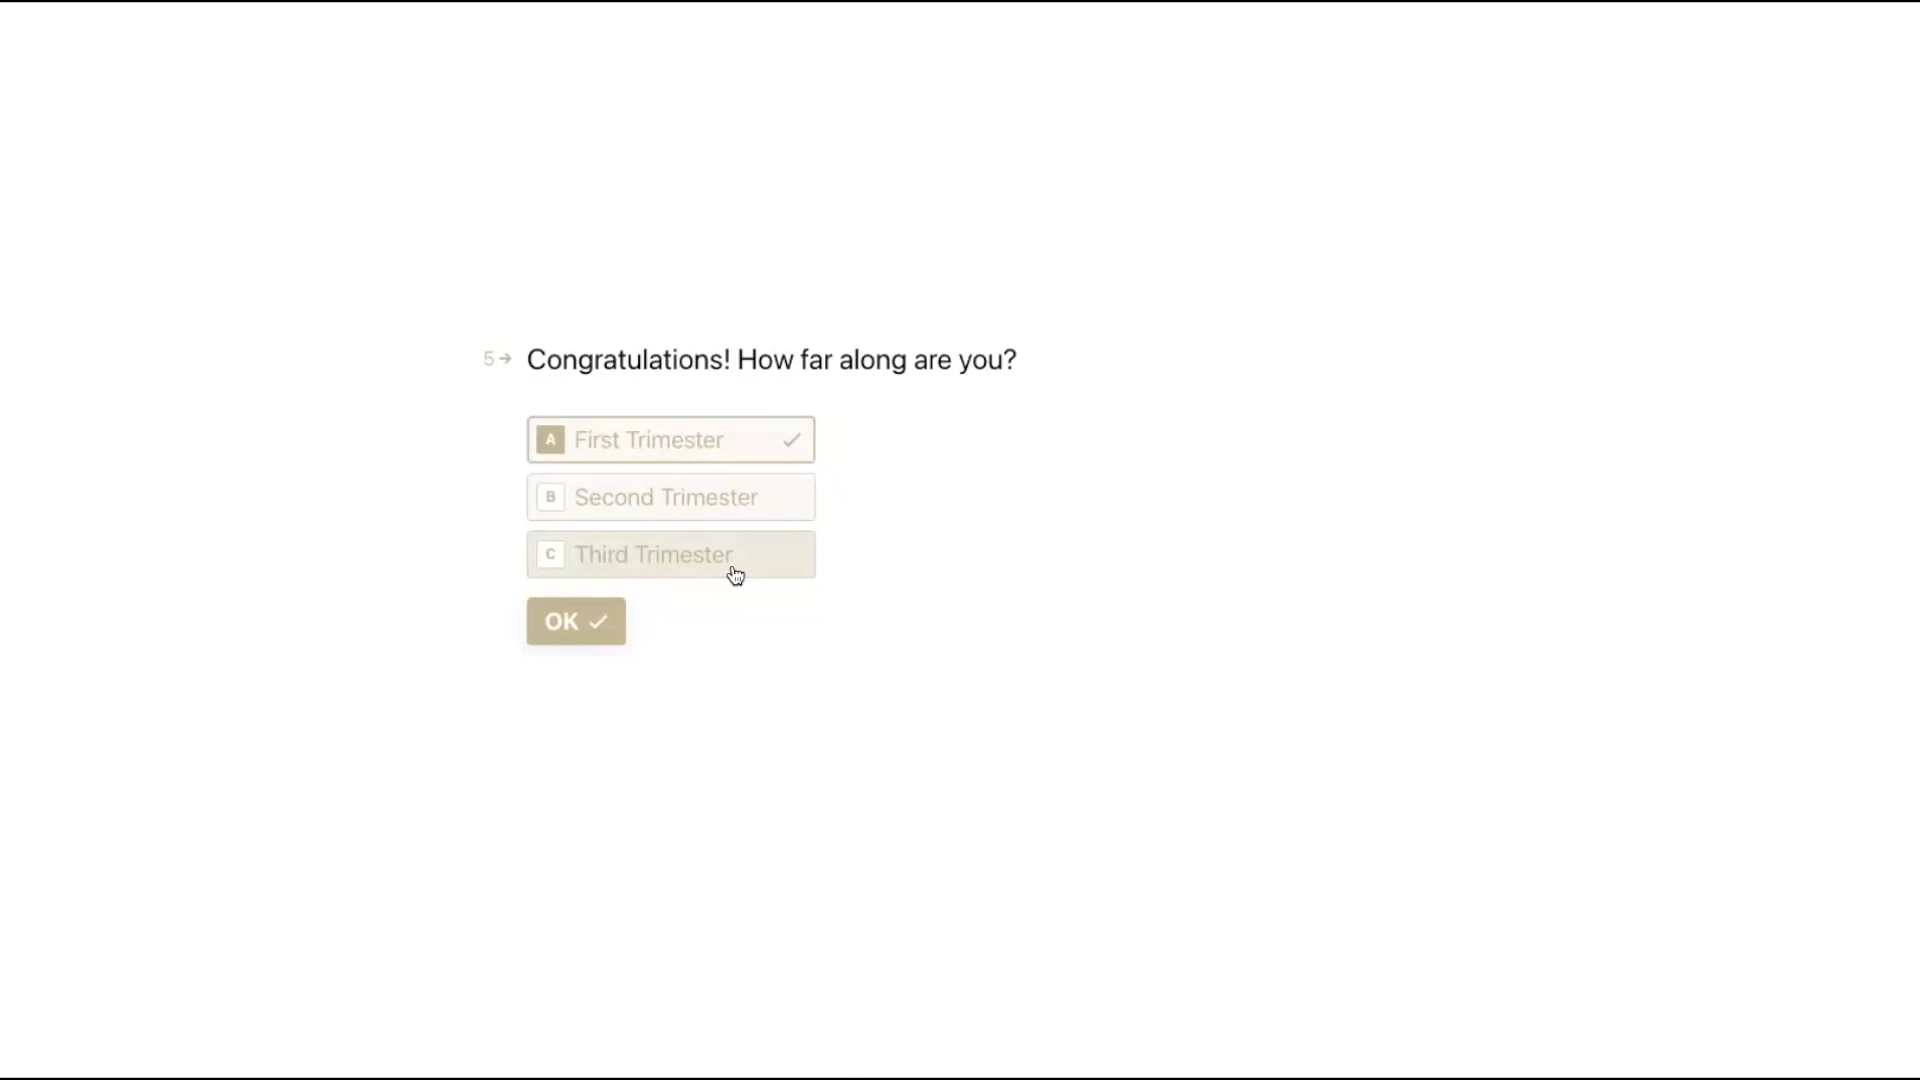 5 Congratulations! How far along are you?
A First Trimester
B Second Trimester
C Third Trimester
OK